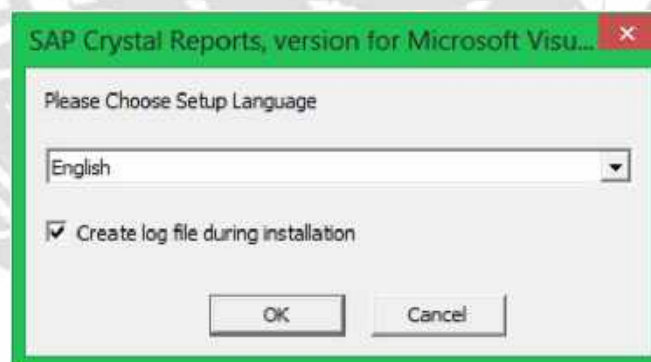 SAP Crystal Reports, version for Microsoft Visu...
Please Choose Setup Language
English
Create log file during installation
OK
Cancel